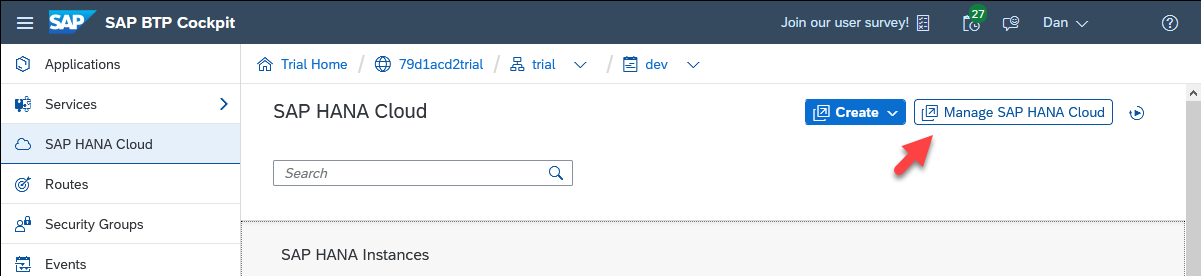 SAP SAP BTP Cockpit Join our user survey! 27 Dan
Applications
Trial Home / 79d1acd2trial / trial / dev
Services
SAP HANA Cloud Create Manage SAP HANA Cloud
SAP HANA Cloud
Search
Routes
Security Groups
SAP HANA Instances
Events